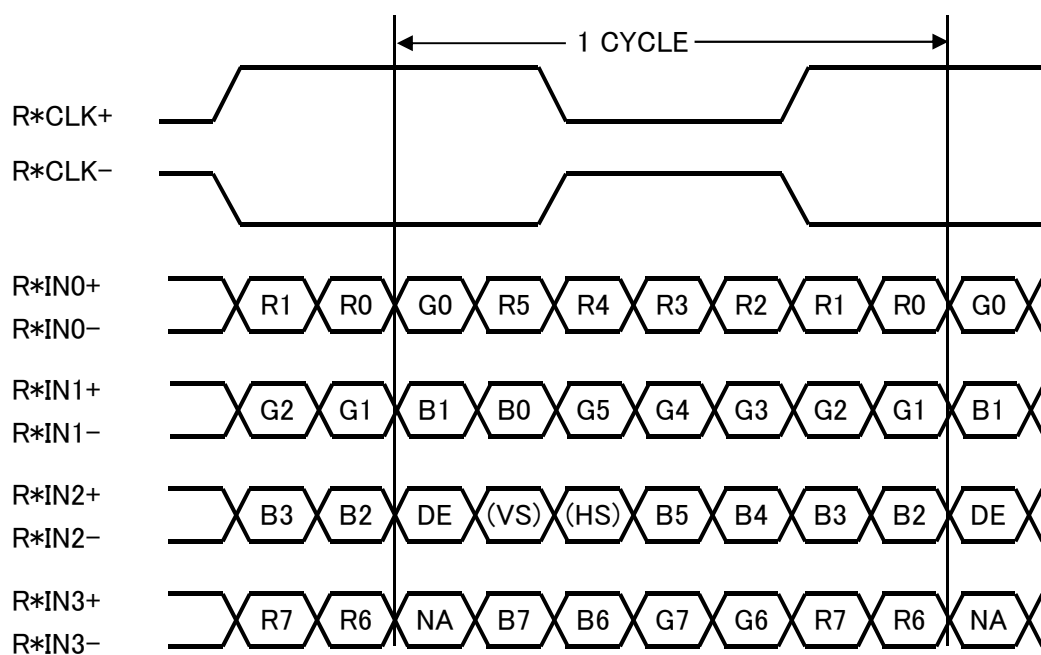 1 CYCLE
R*CLK+
R*CLK-
R*IN0+
R1 R0 G0 R5 R4 R3 R2 R1 R0 G0
R*IN0-
R*IN1+
G2 G1 B1 B0 G5 G4 G3 G2 G1 B1
R*IN1-
R*IN2+
B3 B2 DE (VS) (HS) B5 B4 B3 B2 DE
R*IN2-
R*IN3+
R7 R6 NA B7 B6 G7 G6 R7 R6 NA
R*IN3-